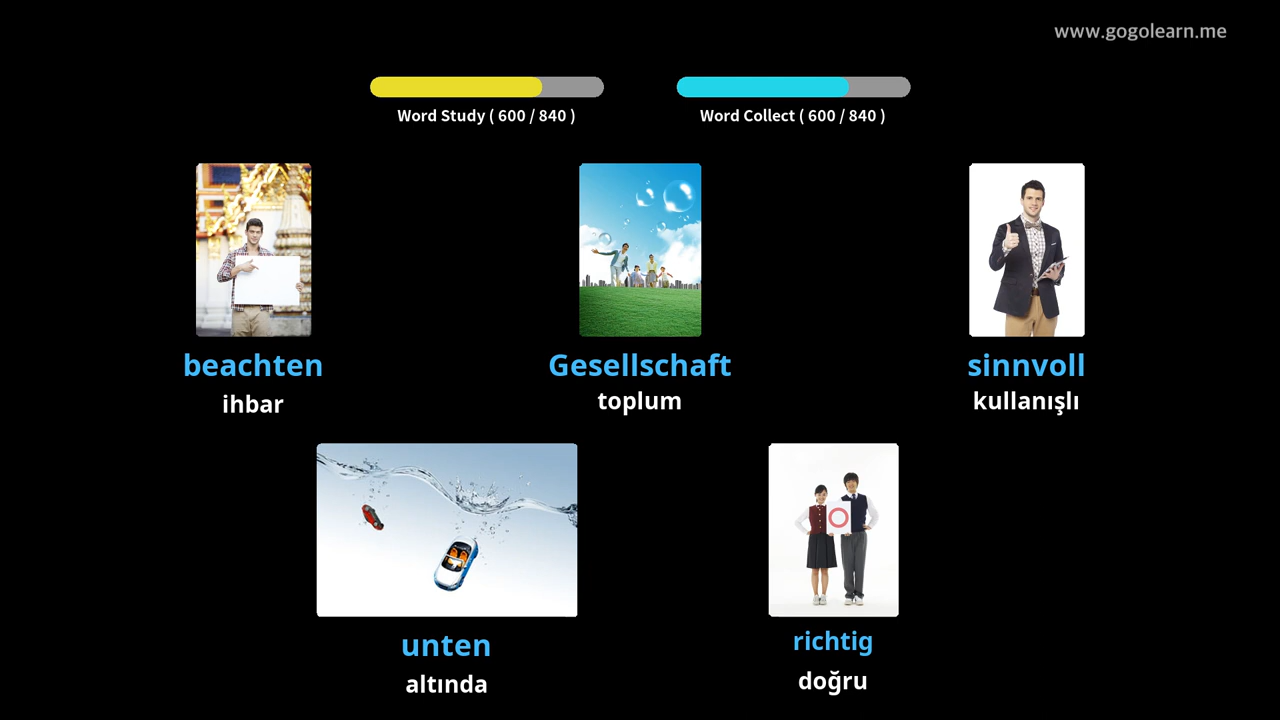 www.gogolearn.me
Word Study ( 600 / 840 )
Word Collect ( 600 / 840 )
beachten
ihbar
Gesellschaft
toplum
sinnvoll
kullanışlı
unten
altında
richtig
doğru